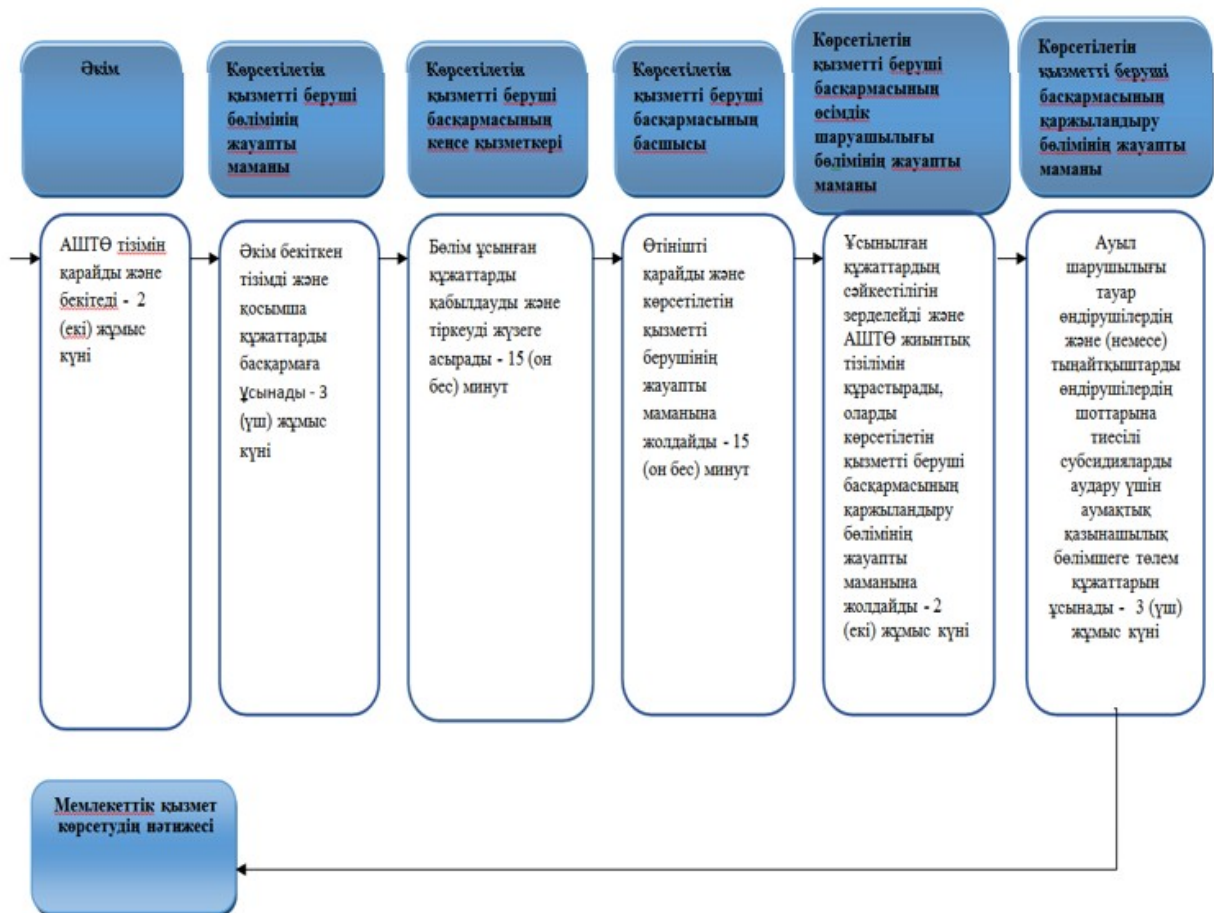 Әкім
Көрсетілетін
қызметті беруші
бөлімінің
жауапты
маманы
Көрсетілетін
қызметті беруші
басқармасының
кеңсе қызметкері
Көрсетілетін
қызметті беруші
басқармасының
басшысы
Көрсетілетін
қызметті беруші
басқармасының
өсімдік
шаруашылығы
бөлімінің жауапты
маманы
Көрсетілетін
қызметті беруші
басқармасының
қаржыландыру
бөлімінің жауапты
маманы
АШТӨ тізімін
қарайды және
бекітеді - 2
(екі) жұмыс
күні
Әкім бекіткен
тізімді және
қосымша
құжаттарды
басқармаға
ұсынады - 3
(үш) жұмыс
күні
Бөлім ұсынған
құжаттарды
қабылдауды және
тіркеуді жүзеге
асырады - 15 (он
бес) минут
Өтінішті
қарайды және
көрсетілетін
қызметті
берушінің
жауапты
маманына
жолдайды - 15
(он бес) минут
Ұсынылған
құжаттардың
сәйкестілігін
зерделейді және
АШТӨ жиынтық
тізілімін
құрастырады,
оларды
көрсетілетін
қызметті беруші
басқармасының
қаржыландыру
бөлімінің
жауапты
маманына
жолдайды - 2
(екі) жұмыс күні
Ауыл
шарушылығы
тауар
өндірушілердің
және (немесе)
тыңайтқыштарды
өндірушілердің
шоттарына
тиесілі
субсидияларды
аудару үшін
аумақтық
қазынашылық
бөлімшеге төлем
құжаттарын
ұсынады - 3 (үш)
жұмыс күні
Мемлекеттік қызмет
көрсетудің нәтижесі